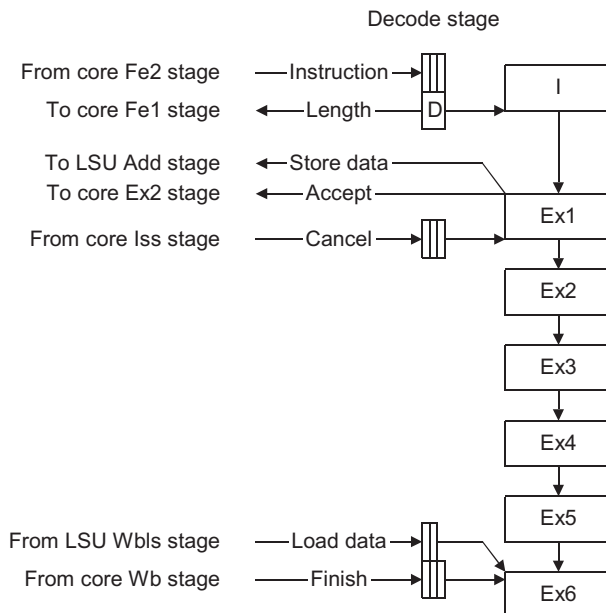 Decode stage
From core Fe2 stage Instruction
I
To core Fe1 stage Length D
To LSU Add stage Store data
To core Ex2 stage Accept
Ex1
From core Iss stage Cancel
Ex2
Ex3
Ex4
Ex5
From LSU Wbls stage Load data
From core Wb stage Finish
Ex6